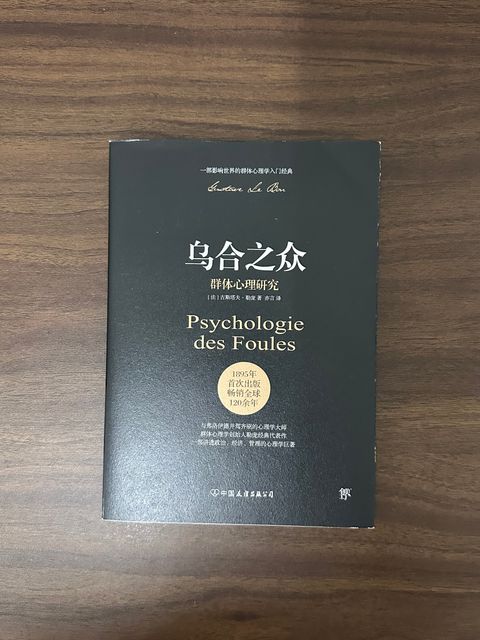 一部影响世界的群体心理学入门经典
Gustave Le Bon
乌合之众
群体心理研究
[法] 古斯塔夫·勒庞 著 亦言 译
Psychologie
des Foules
1895年
首次出版
畅销全球
120余年
与弗洛伊德并驾齐驱的心理学大师
群体心理学创始人勒庞经典代表作
一部讲透政治、经济、管理的心理学巨著
中国友谊出版公司